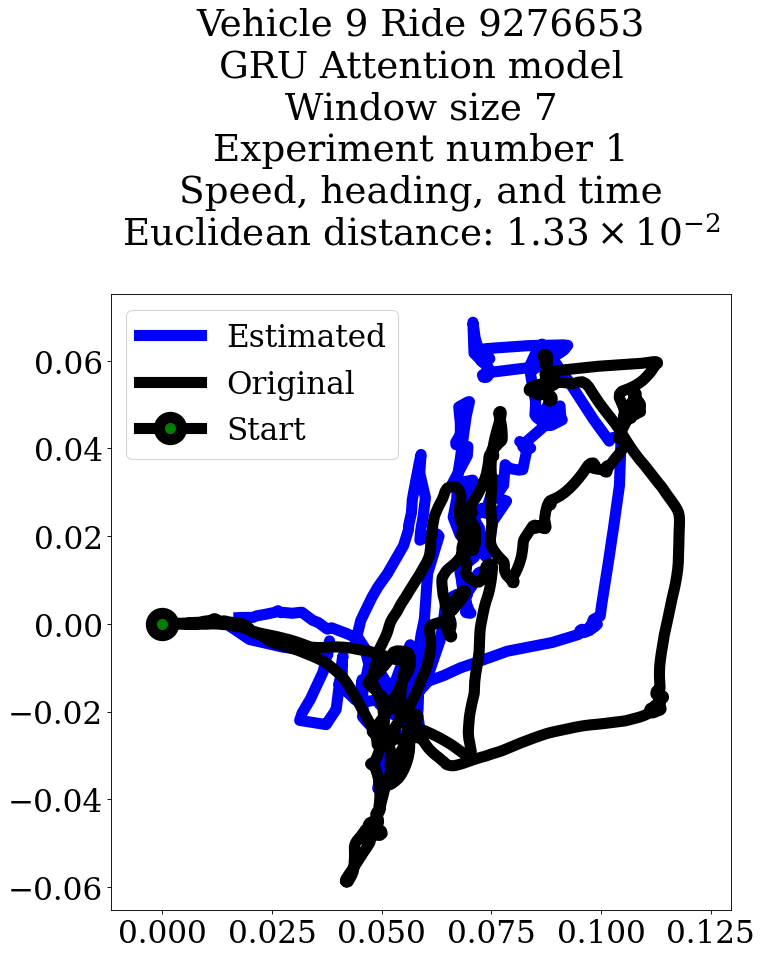 Vehicle 9 Ride 9276653
GRU Attention model
Window size 7
Experiment number 1
Speed, heading, and time
Euclidean distance: 1.33 × 10⁻²
Estimated
Original
Start
0.06
0.04
0.02
0.00
−0.02
−0.04
−0.06
0.000 0.025 0.050 0.075 0.100 0.125